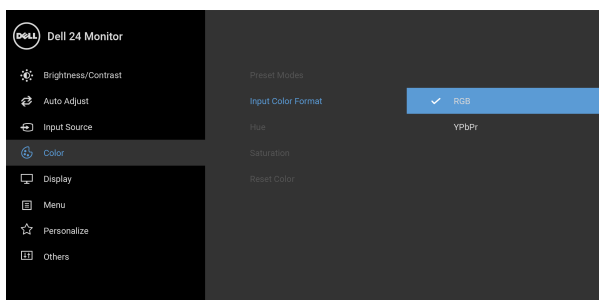 DELL Dell 24 Monitor
Brightness/Contrast
Auto Adjust
Input Source
Color
Display
Menu
Personalize
Others
Preset Modes
Input Color Format
Hue
Saturation
Reset Color
RGB
YPbPr